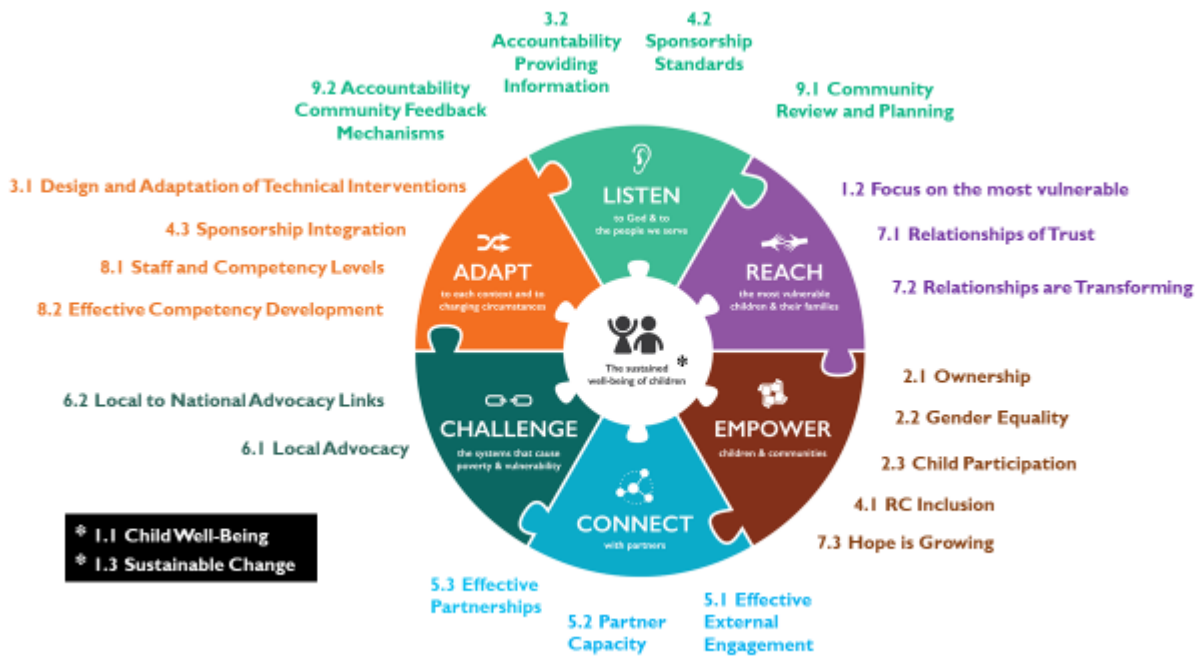 3.2
Accountability
Providing
Information
4.2
Sponsorship
Standards
9.2 Accountability
Community Feedback
Mechanisms
9.1 Community
Review and Planning
3.1 Design and Adaptation of Technical Interventions
4.3 Sponsorship Integration
8.1 Staff and Competency Levels
8.2 Effective Competency Development
LISTEN
to God & to
the people we serve
1.2 Focus on the most vulnerable
7.1 Relationships of Trust
7.2 Relationships are Transforming
ADAPT
to each context and to
changing circumstances
REACH
the most vulnerable
children & their families
The sustained *
well-being of children
6.2 Local to National Advocacy Links
6.1 Local Advocacy
CHALLENGE
the systems that cause
poverty & vulnerability
EMPOWER
children & communities
2.1 Ownership
2.2 Gender Equality
2.3 Child Participation
4.1 RC Inclusion
7.3 Hope is Growing
CONNECT
with partners
* 1.1 Child Well-Being
* 1.3 Sustainable Change
5.3 Effective
Partnerships
5.2 Partner
Capacity
5.1 Effective
External
Engagement